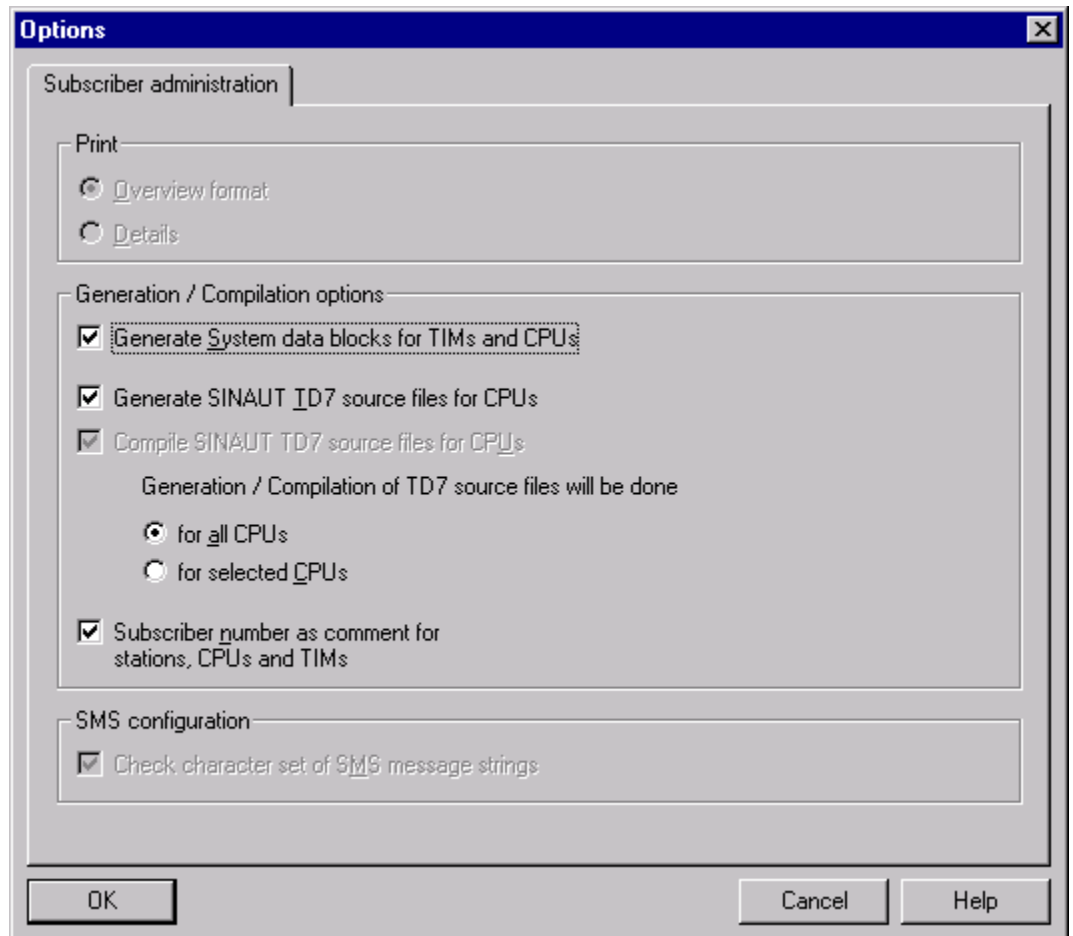 Options
Subscriber administration
Print
Overview format
Details
Generation / Compilation options
Generate System data blocks for TIMs and CPUs
Generate SINAUT TD7 source files for CPUs
Compile SINAUT TD7 source files for CPUs
Generation / Compilation of TD7 source files will be done
for all CPUs
for selected CPUs
Subscriber number as comment for
stations, CPUs and TIMs
SMS configuration
Check character set of SMS message strings
OK
Cancel
Help